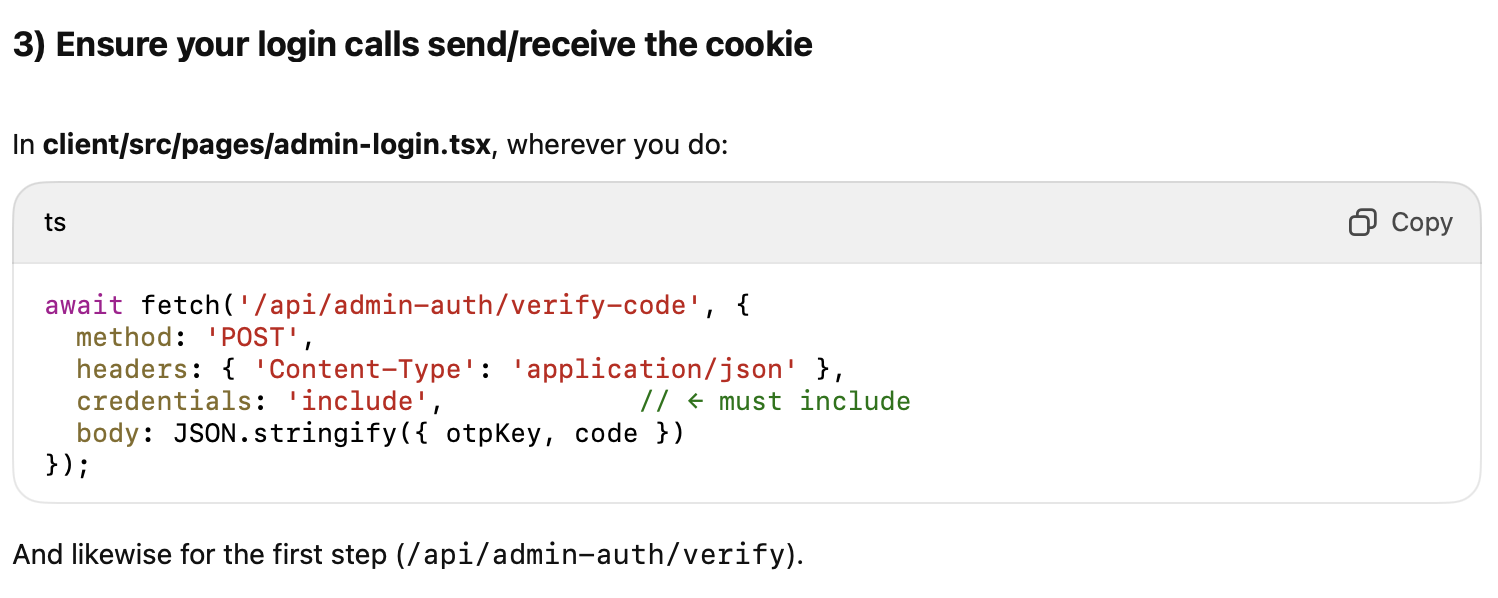 3) Ensure your login calls send/receive the cookie
In client/src/pages/admin-login.tsx, wherever you do:
ts
Copy
await fetch('/api/admin-auth/verify-code', {
  method: 'POST',
  headers: { 'Content-Type': 'application/json' },
  credentials: 'include',            // ← must include
  body: JSON.stringify({ otpKey, code })
});
And likewise for the first step (/api/admin-auth/verify).